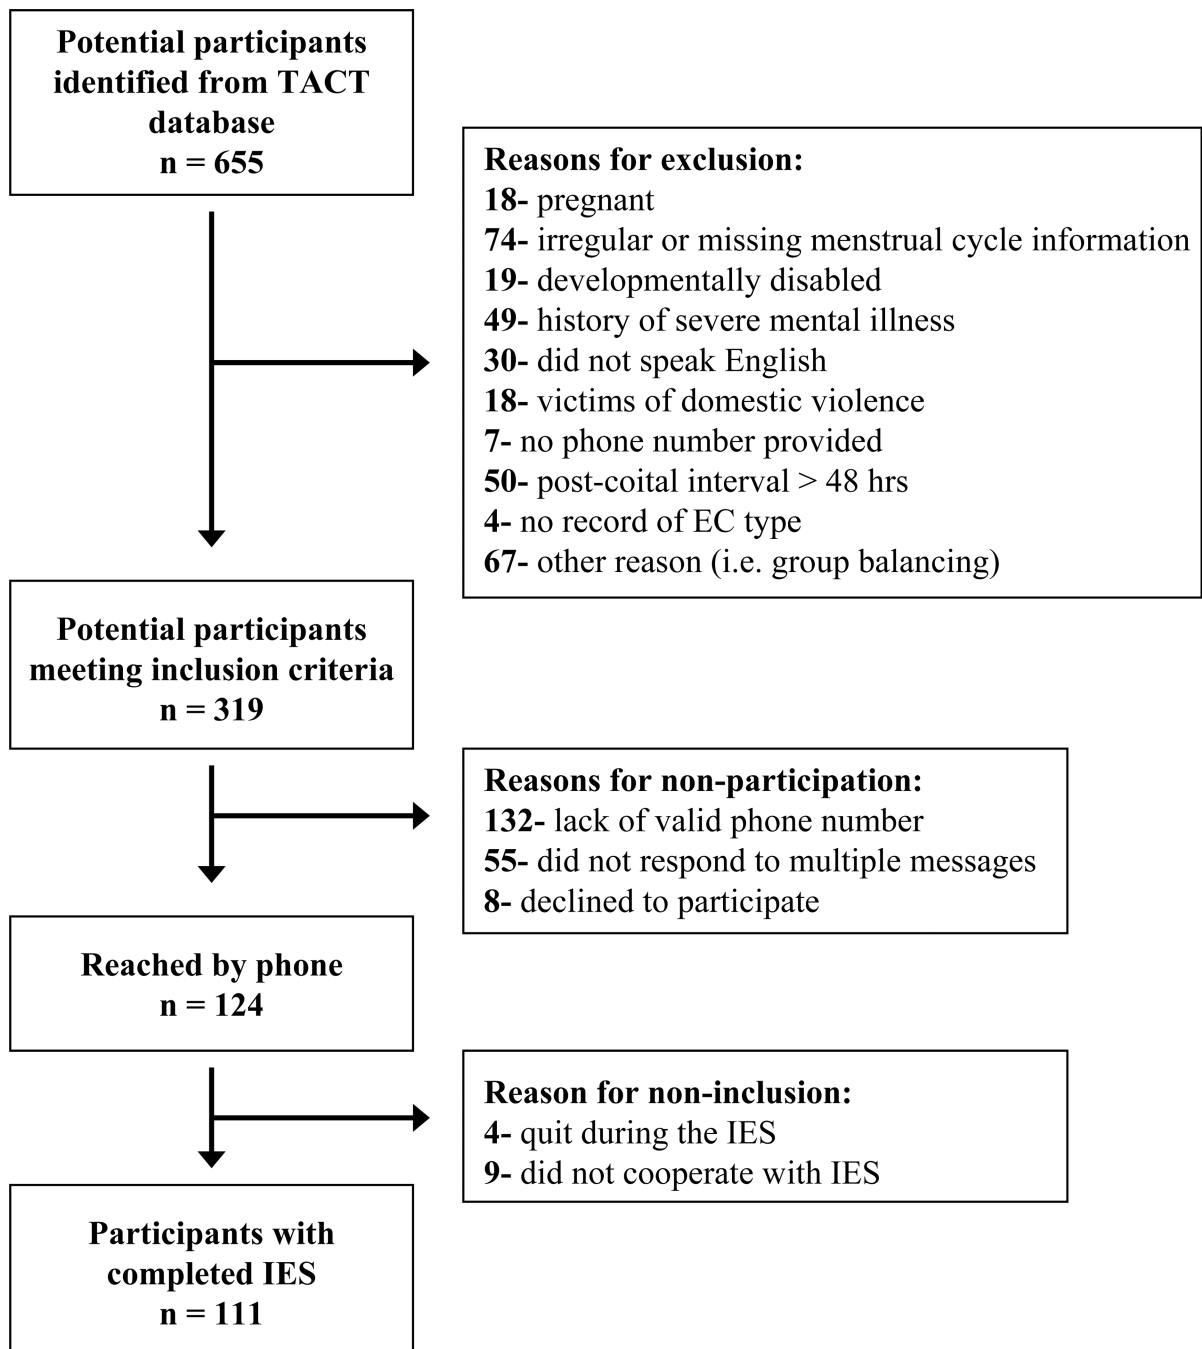 Potential participants
identified from TACT
database
n = 655
Reasons for exclusion:
18- pregnant
74- irregular or missing menstrual cycle information
19- developmentally disabled
49- history of severe mental illness
30- did not speak English
18- victims of domestic violence
7- no phone number provided
50- post-coital interval > 48 hrs
4- no record of EC type
67- other reason (i.e. group balancing)
Potential participants
meeting inclusion criteria
n = 319
Reasons for non-participation:
132- lack of valid phone number
55- did not respond to multiple messages
8- declined to participate
Reached by phone
n = 124
Reason for non-inclusion:
4- quit during the IES
9- did not cooperate with IES
Participants with
completed IES
n = 111